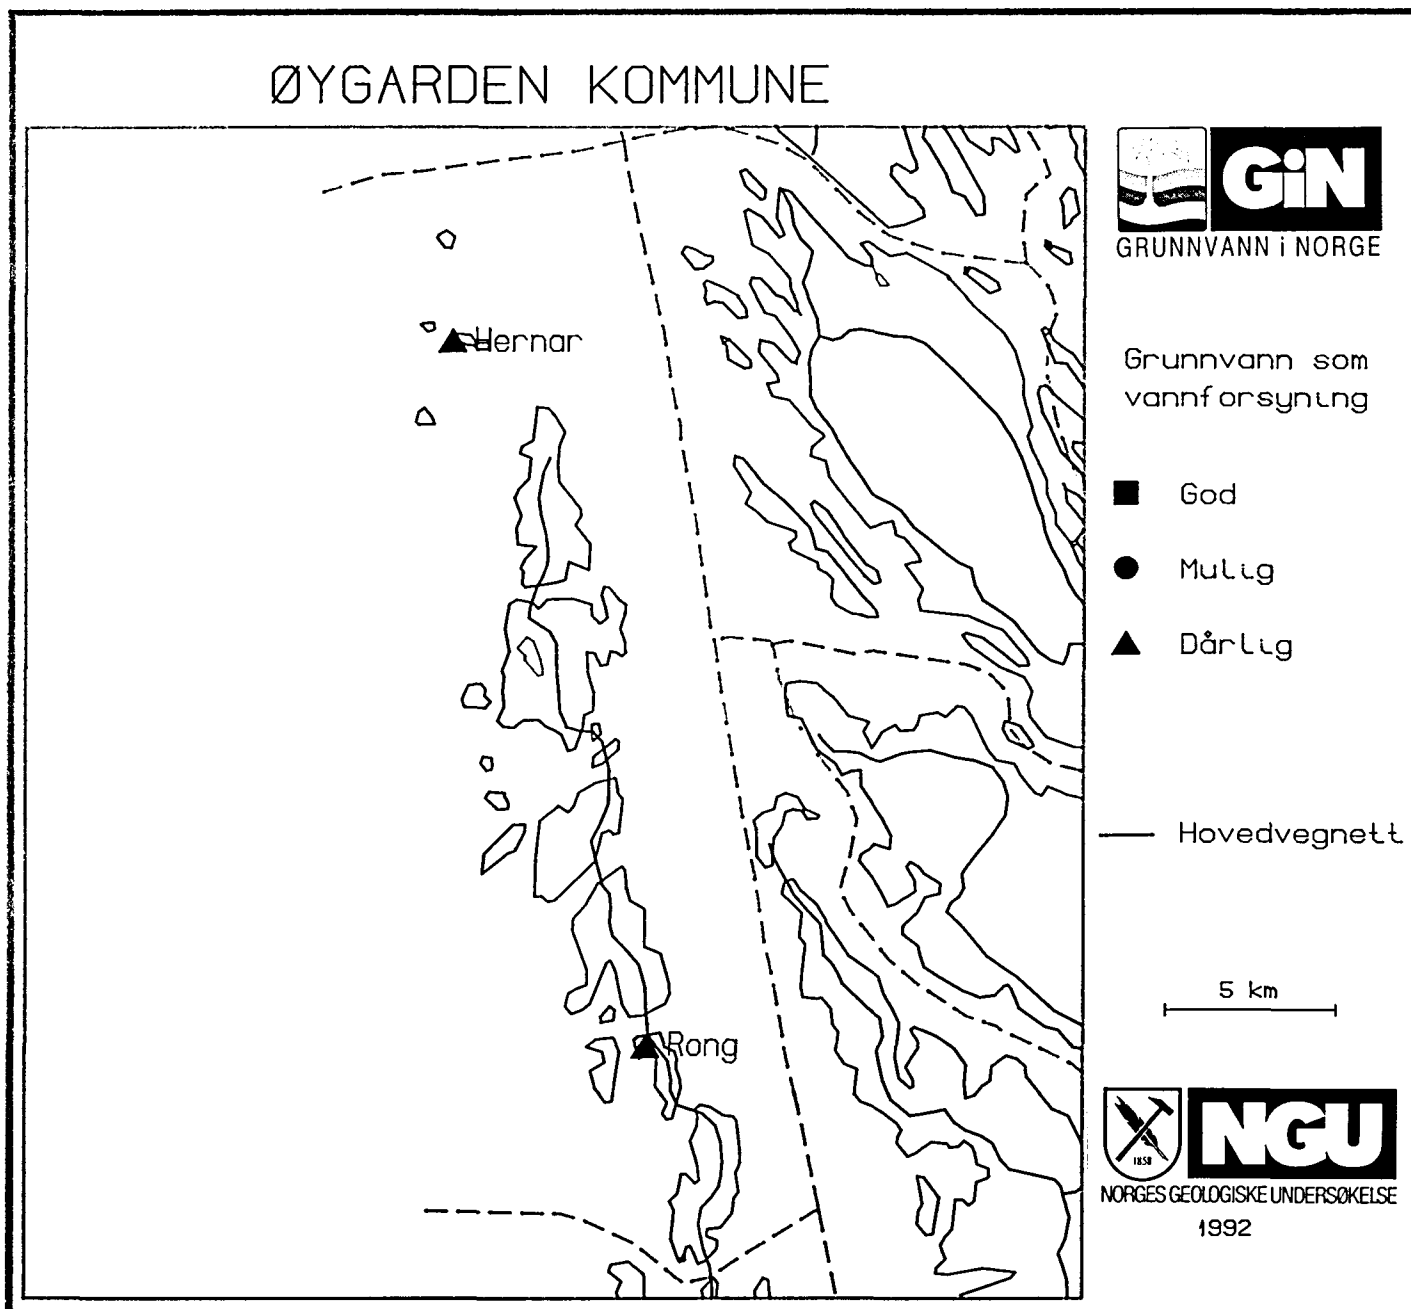 ØYGARDEN KOMMUNE
GiN
GRUNNVANN i NORGE
Hernar
Grunnvann som
vannforsyning
God
Mulig
Dårlig
Hovedvegnett
5 km
Rong
1858
NGU
NORGES GEOLOGISKE UNDERSØKELSE
1992